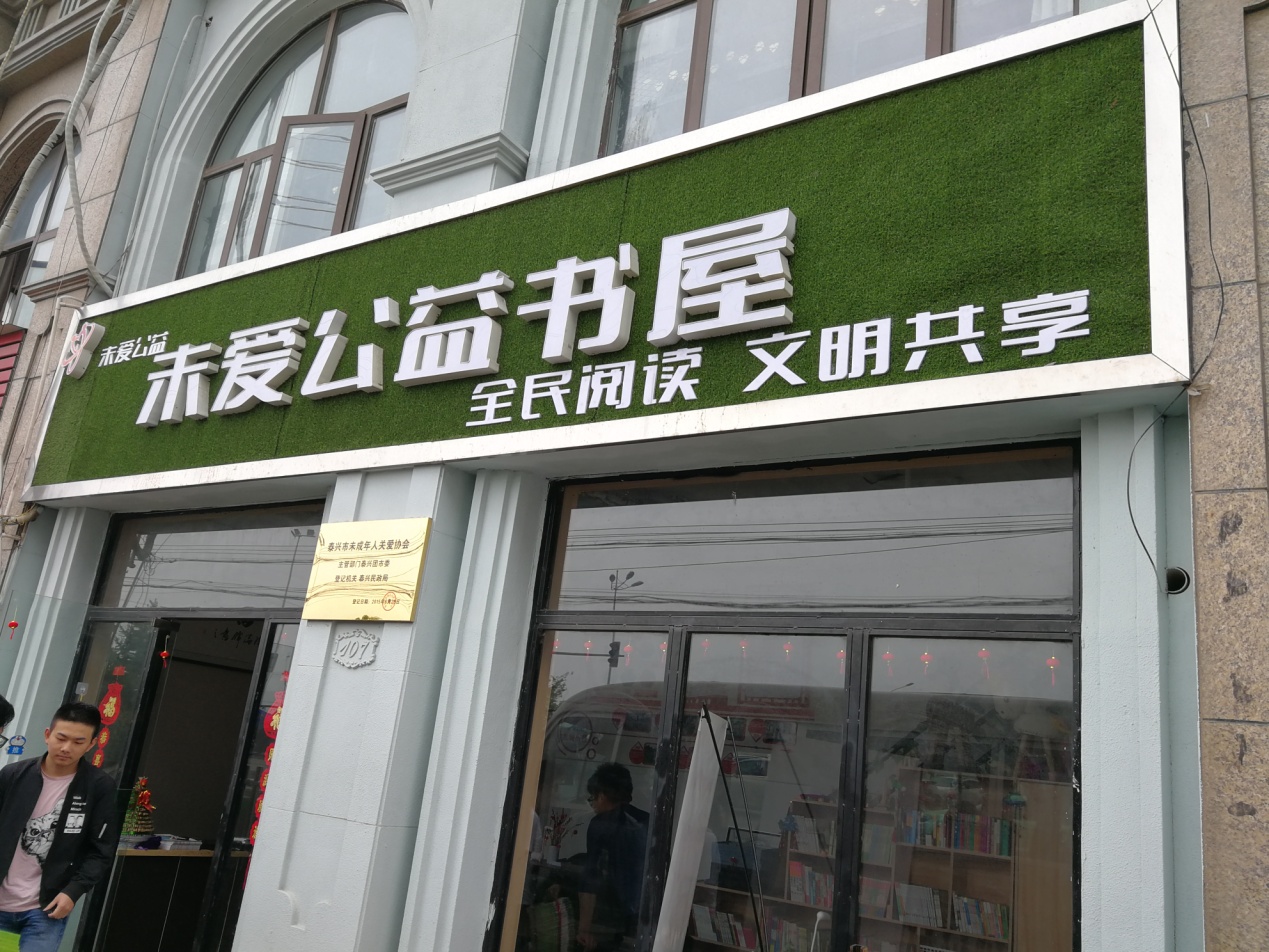 未爱公益
未爱公益书屋
全民阅读 文明共享
泰兴市未成年人关爱协会
主管部门泰兴团市委
登记机关 泰兴民政局
107